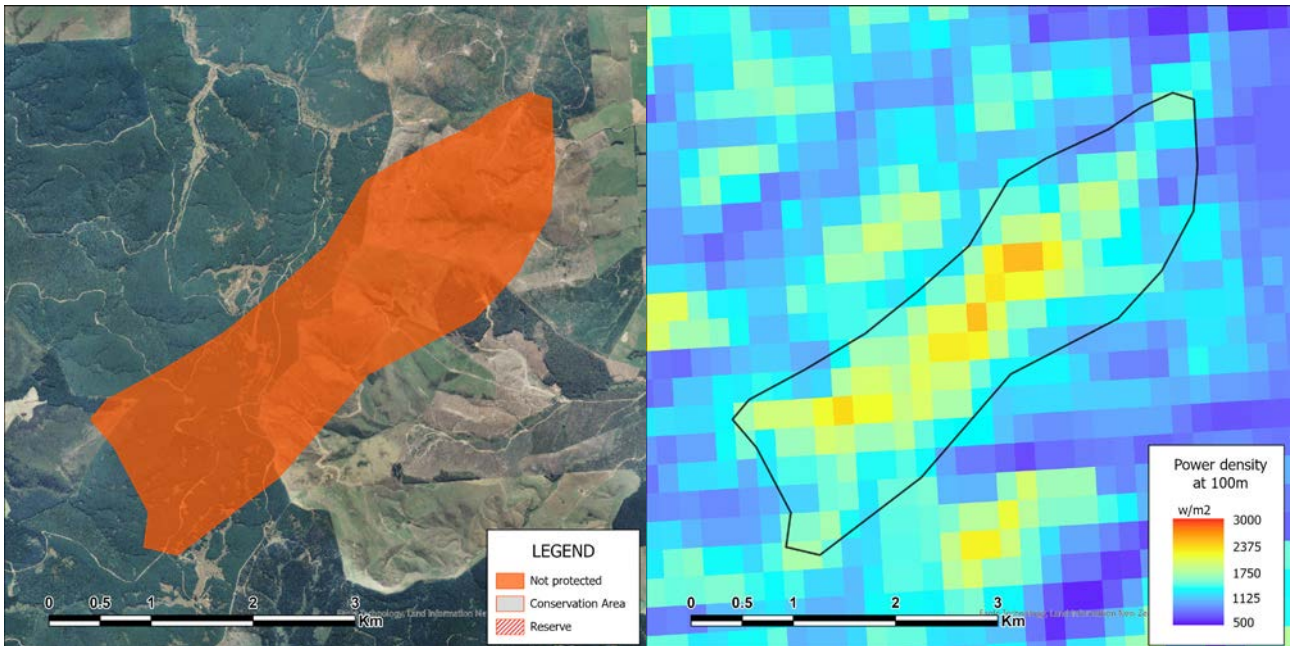 LEGEND
Not protected
Conservation Area
Reserve
0 0.5 1 2 3
Km
Power density
at 100m
w/m2
3000
2375
1750
1125
500
0 0.5 1 2 3
Km